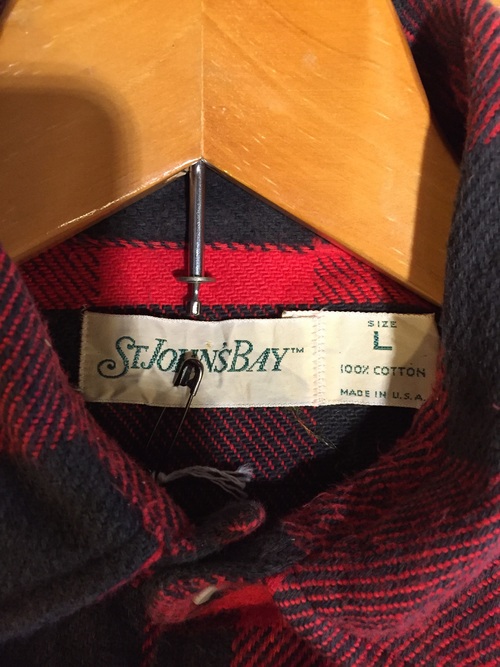 ST. JOHN'S BAY™
SIZE
L
100% COTTON
MADE IN U.S.A.